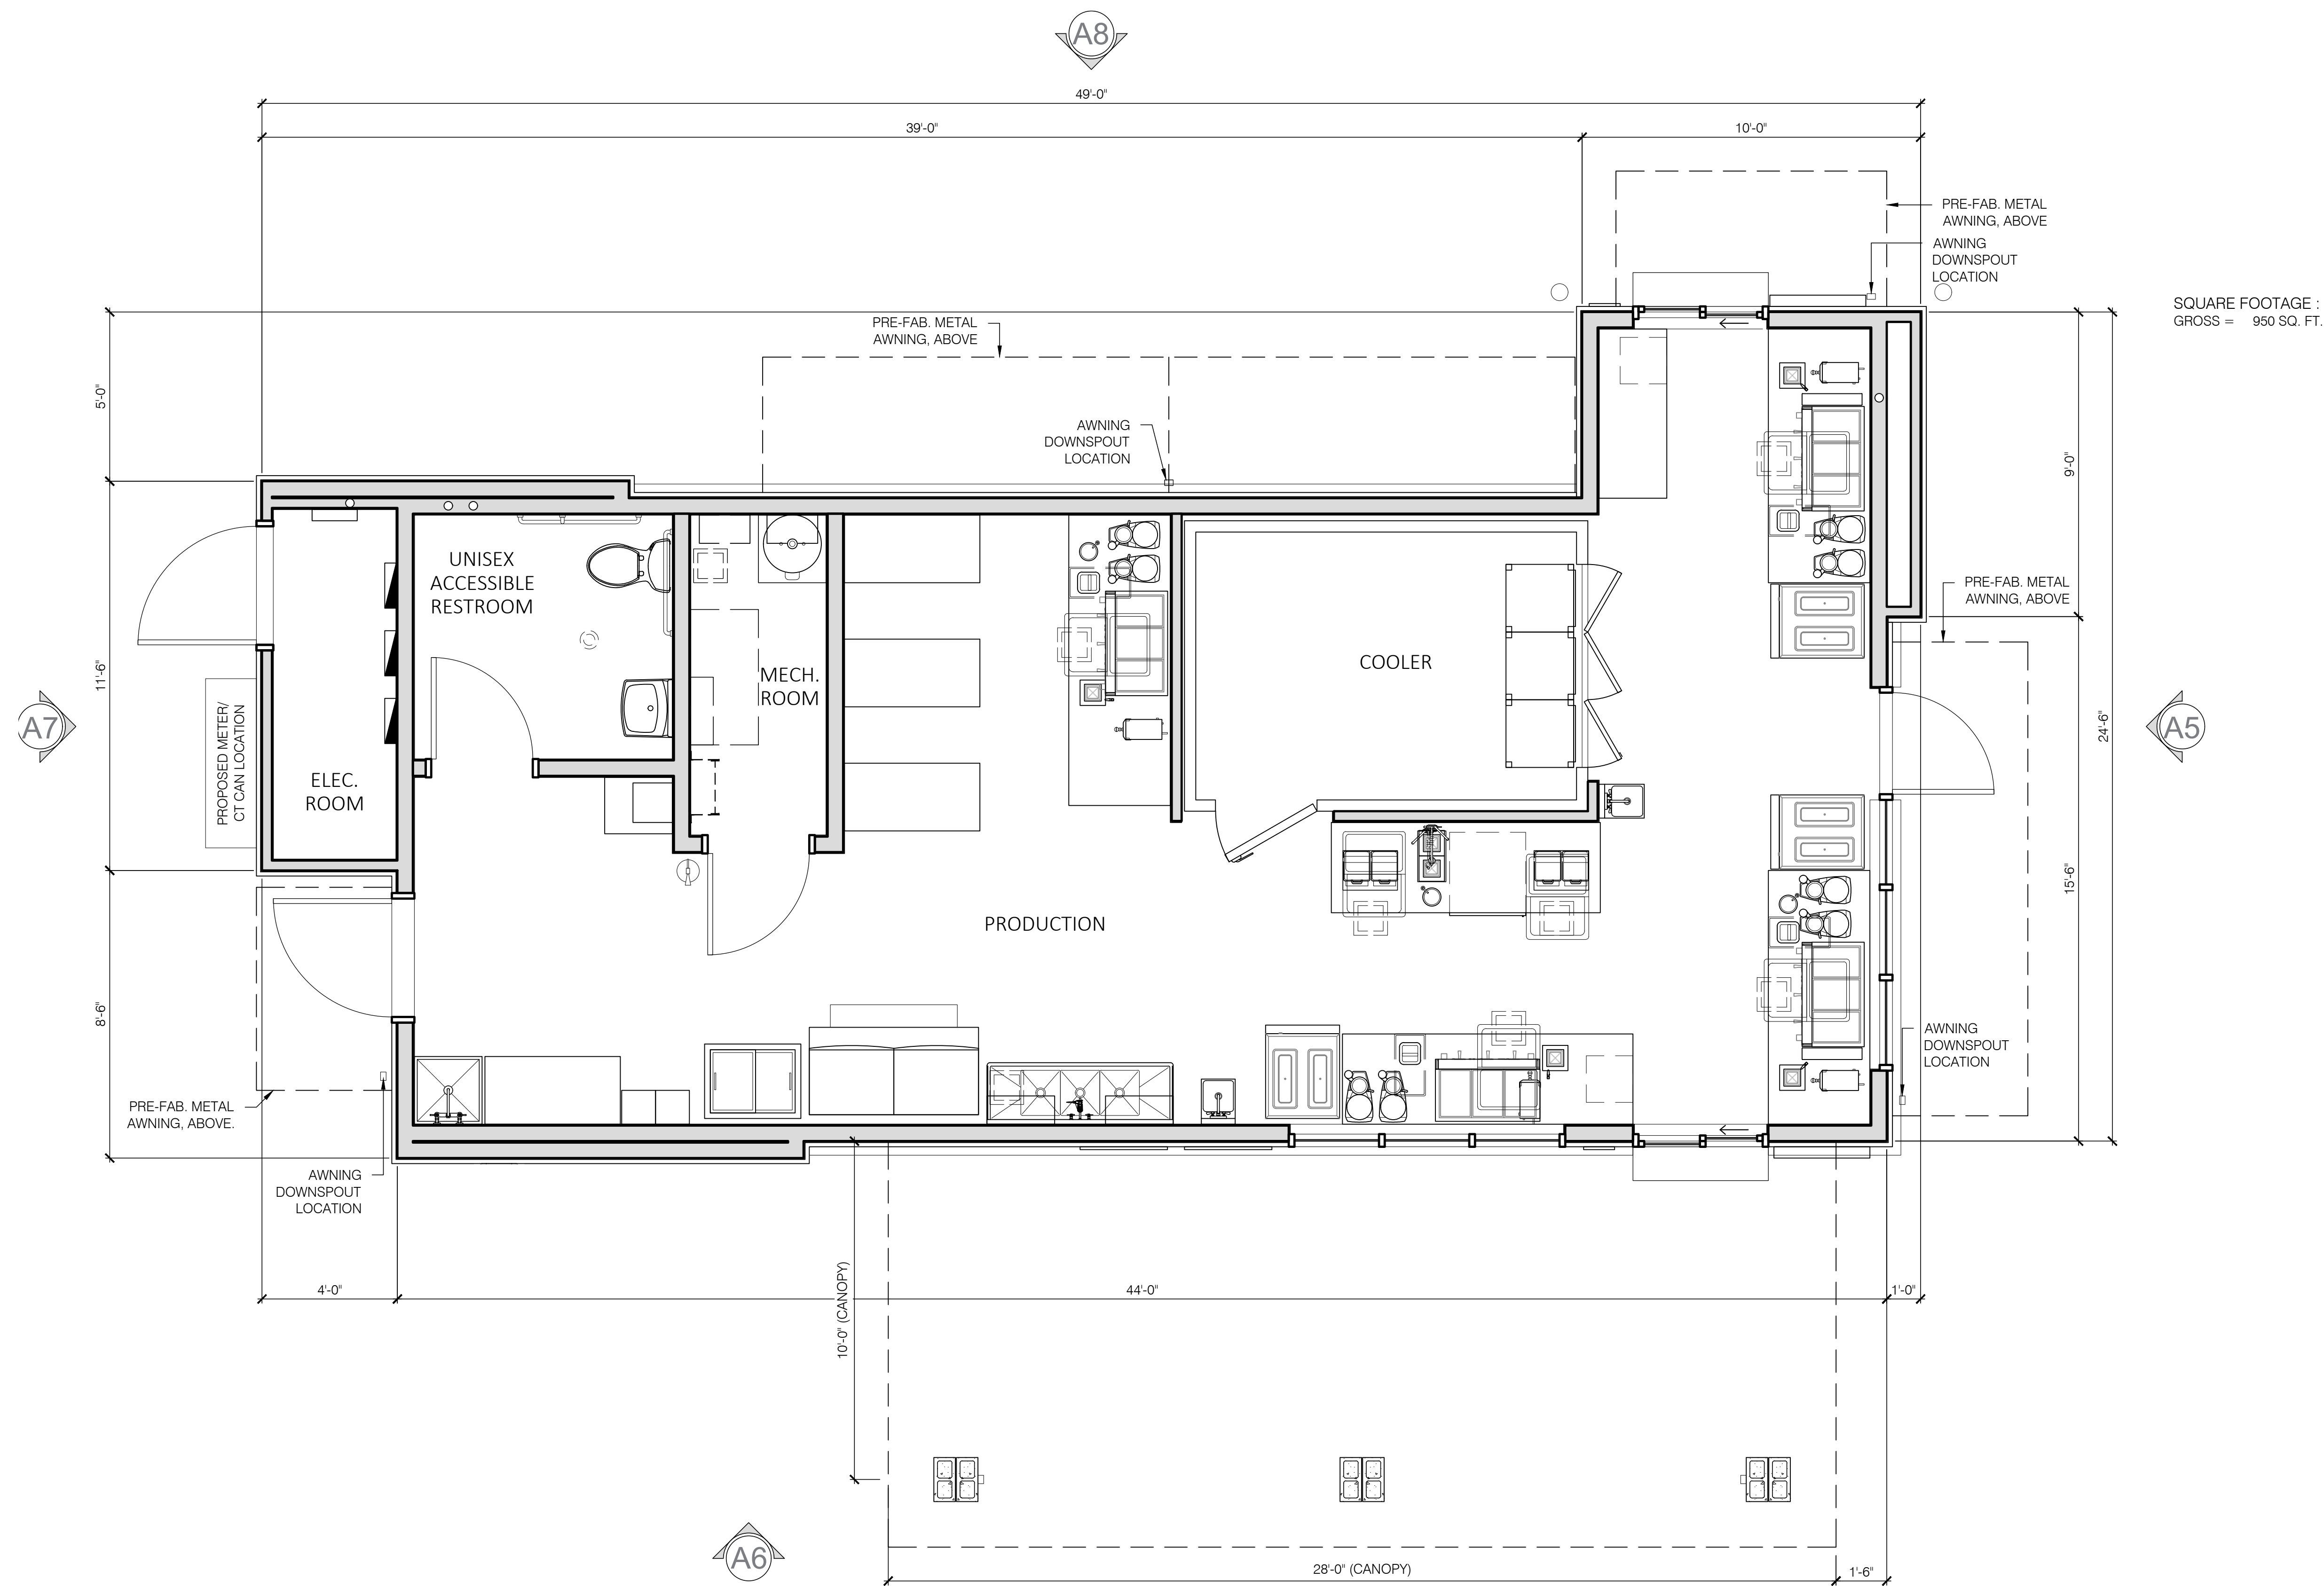 A8
49'-0"
39'-0"
10'-0"
PRE-FAB. METAL
AWNING, ABOVE
AWNING
DOWNSPOUT
LOCATION
SQUARE FOOTAGE :
GROSS = 950 SQ. FT.
PRE-FAB. METAL
AWNING, ABOVE
5'-0"
AWNING
DOWNSPOUT
LOCATION
9'-0"
UNISEX
ACCESSIBLE
RESTROOM
PRE-FAB. METAL
AWNING, ABOVE
11'-6"
MECH.
ROOM
COOLER
A7
PROPOSED METER/
CT CAN LOCATION
ELEC.
ROOM
A5
24'-6"
15'-6"
PRODUCTION
8'-6"
AWNING
DOWNSPOUT
LOCATION
PRE-FAB. METAL
AWNING, ABOVE.
AWNING
DOWNSPOUT
LOCATION
4'-0"
44'-0"
1'-0"
10'-0" (CANOPY)
A6
28'-0" (CANOPY)
1'-6"